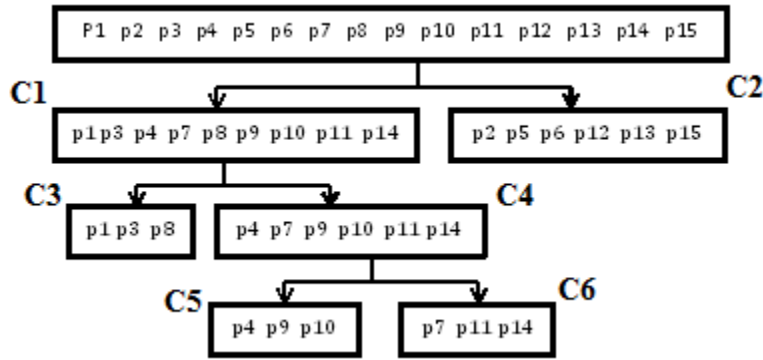 P1 p2 p3 p4 p5 p6 p7 p8 p9 p10 p11 p12 p13 p14 p15
C1
C2
p1p3 p4 p7 p8 p9 p10 p11 p14
p2 p5 p6 p12 p13 p15
C3
C4
p1 p3 p8
p4 p7 p9 p10 p11 p14
C5
C6
p4 p9 p10
p7 p11 p14